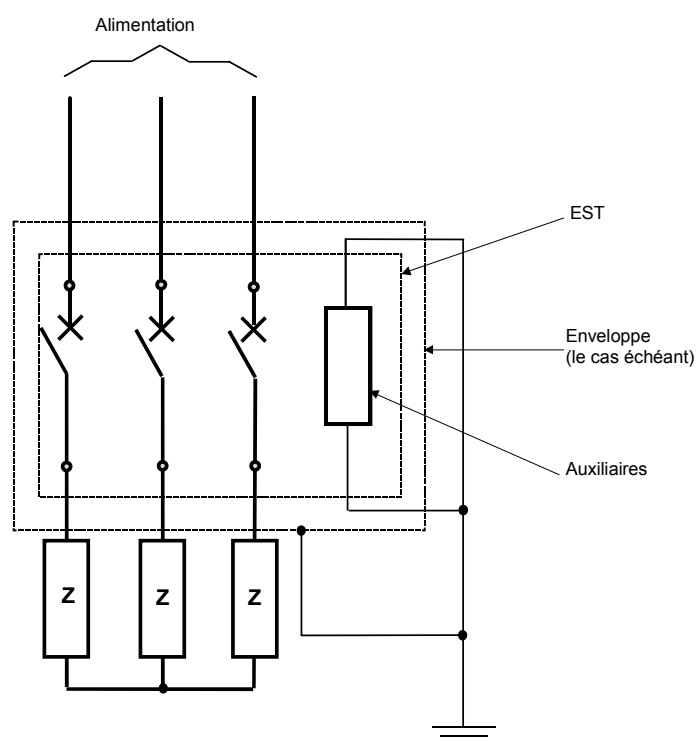 Alimentation
EST
Enveloppe
(le cas échéant)
Auxiliaires
Z Z Z